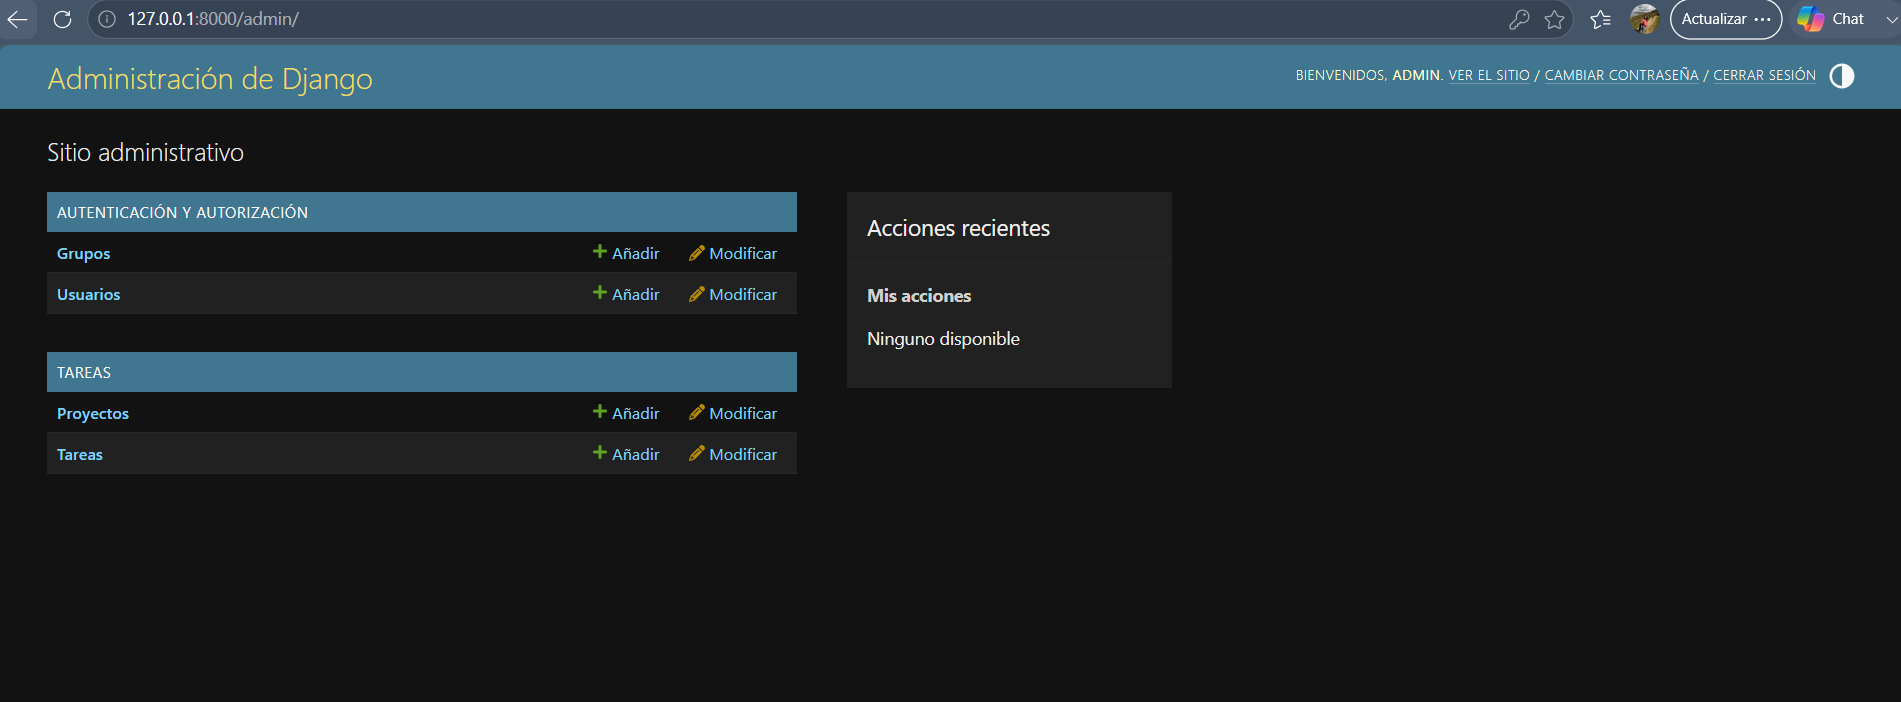 127.0.0.1:8000/admin/
Actualizar
Chat
Administración de Django
BIENVENIDOS, ADMIN. VER EL SITIO / CAMBIAR CONTRASEÑA / CERRAR SESIÓN
Sitio administrativo
AUTENTICACIÓN Y AUTORIZACIÓN
Grupos Añadir Modificar
Usuarios Añadir Modificar
TAREAS
Proyectos Añadir Modificar
Tareas Añadir Modificar
Acciones recientes
Mis acciones
Ninguno disponible